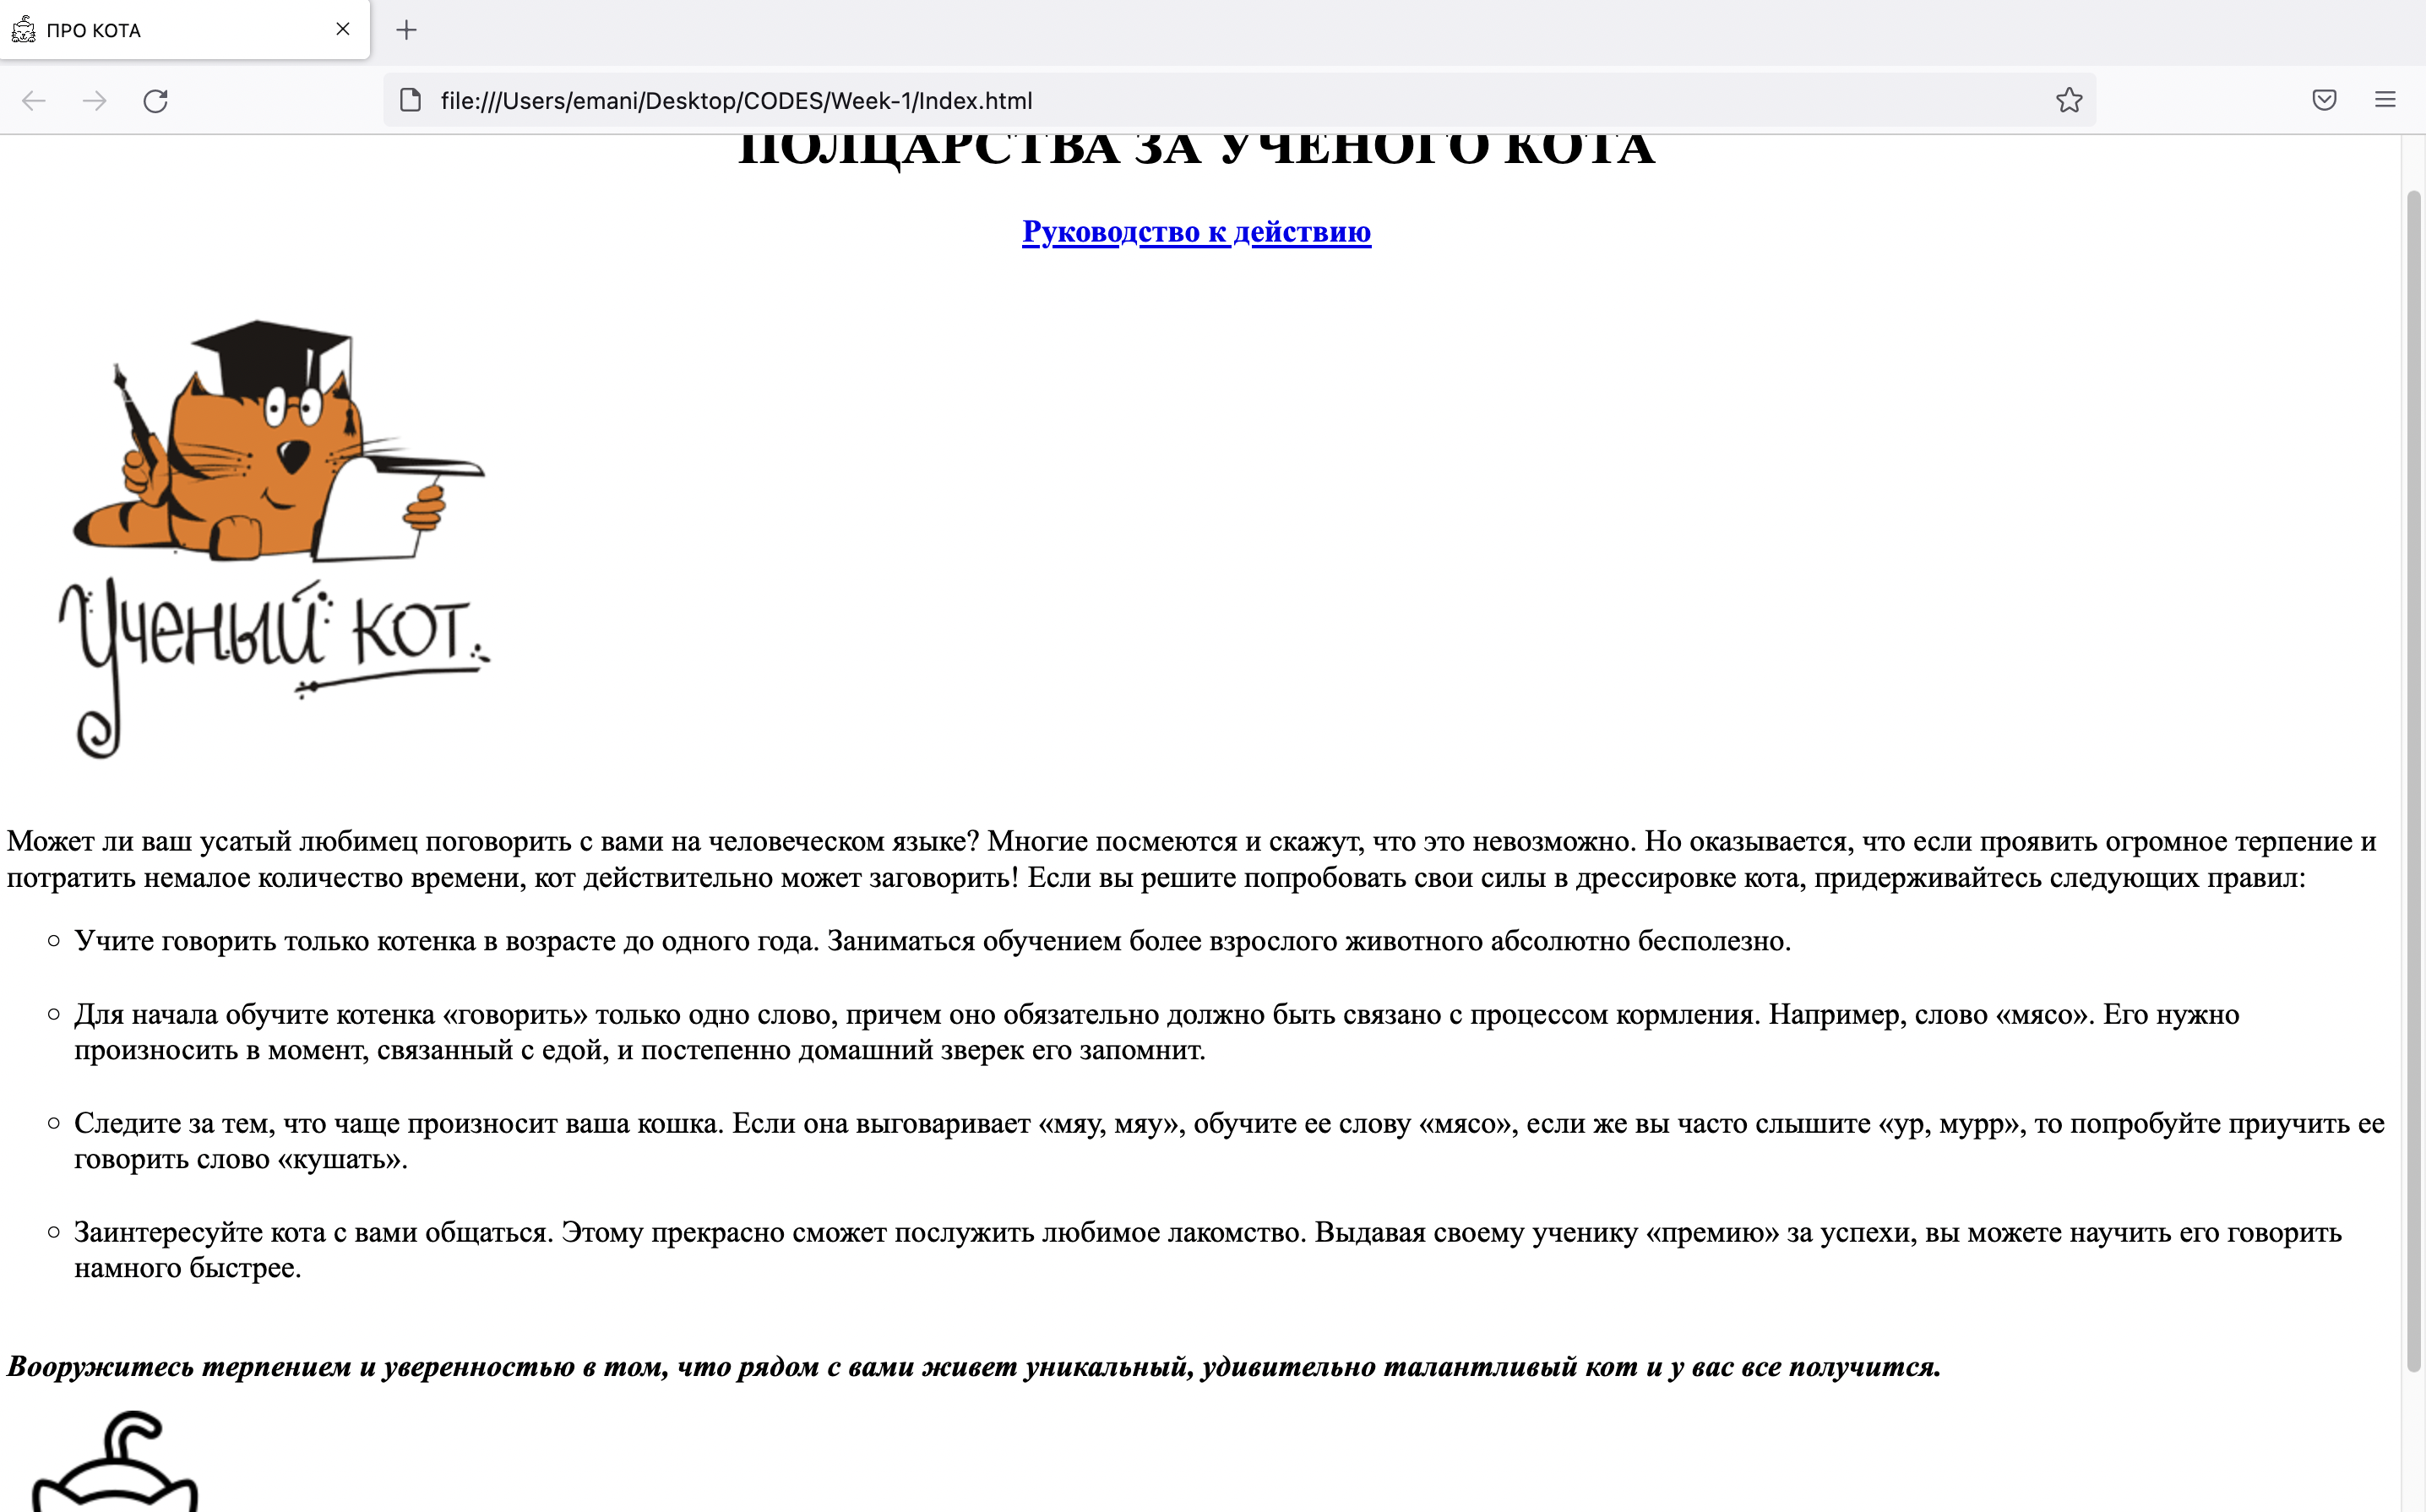 ПРО КОТА
file:///Users/emani/Desktop/CODES/Week-1/Index.html
ПОЛЦАРСТВА ЗА УЧЕНОГО КОТА
Руководство к действию
Ученый кот.
Может ли ваш усатый любимец поговорить с вами на человеческом языке? Многие посмеются и скажут, что это невозможно. Но оказывается, что если проявить огромное терпение и
потратить немалое количество времени, кот действительно может заговорить! Если вы решите попробовать свои силы в дрессировке кота, придерживайтесь следующих правил:
Учите говорить только котенка в возрасте до одного года. Заниматься обучением более взрослого животного абсолютно бесполезно.
Для начала обучите котенка «говорить» только одно слово, причем оно обязательно должно быть связано с процессом кормления. Например, слово «мясо». Его нужно
произносить в момент, связанный с едой, и постепенно домашний зверек его запомнит.
Следите за тем, что чаще произносит ваша кошка. Если она выговаривает «мяу, мяу», обучите ее слову «мясо», если же вы часто слышите «ур, мурр», то попробуйте приучить ее
говорить слово «кушать».
Заинтересуйте кота с вами общаться. Этому прекрасно сможет послужить любимое лакомство. Выдавая своему ученику «премию» за успехи, вы можете научить его говорить
намного быстрее.
Вооружитесь терпением и уверенностью в том, что рядом с вами живет уникальный, удивительно талантливый кот и у вас все получится.